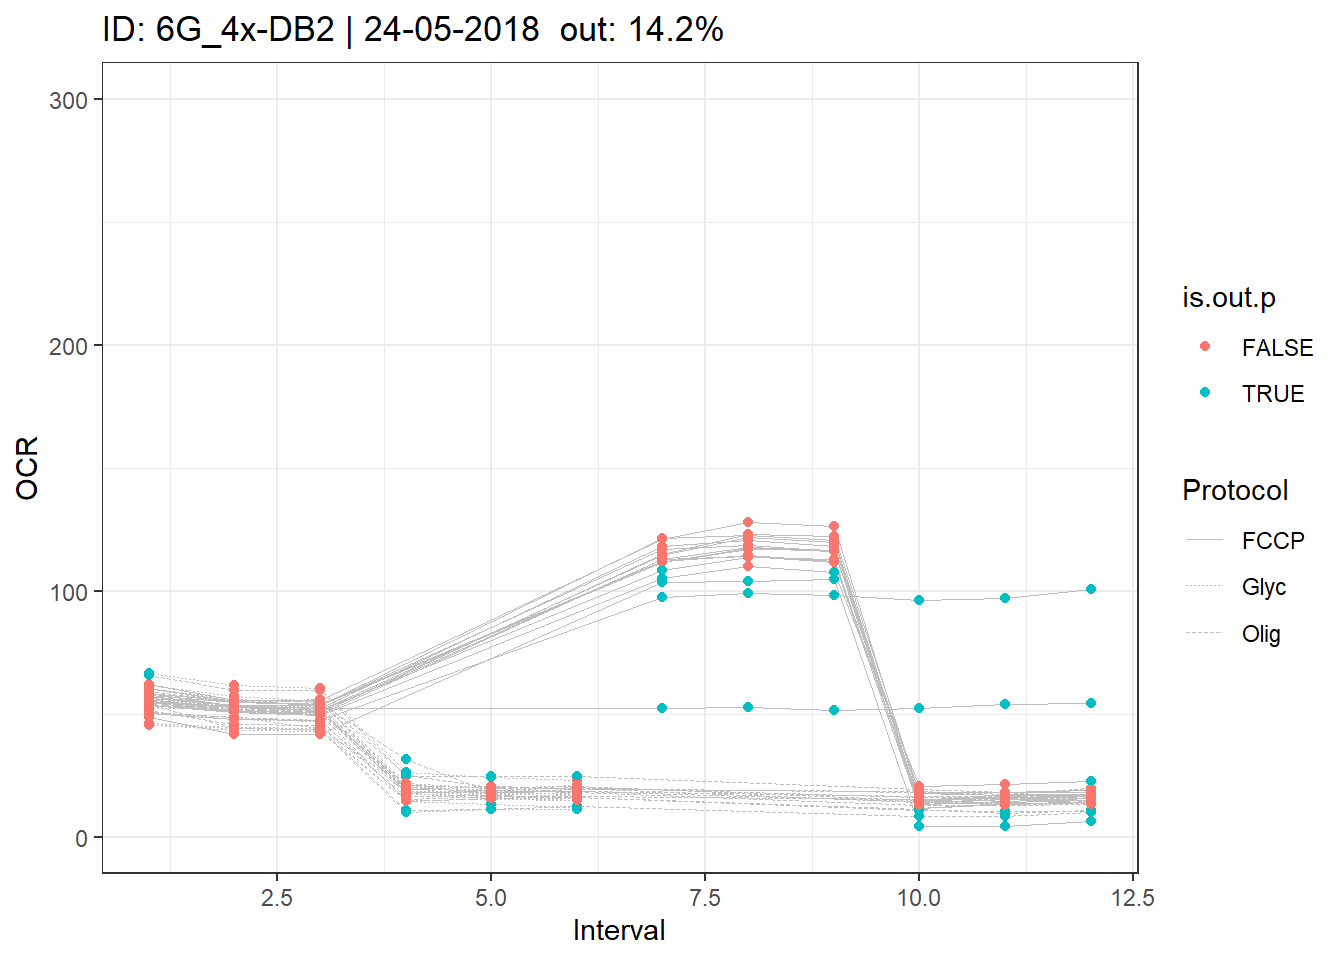 ID: 6G_4x-DB2 | 24-05-2018  out: 14.2%
300
200
100
0
OCR
2.5
5.0
7.5
10.0
12.5
Interval
is.out.p
FALSE
TRUE
Protocol
FCCP
Glyc
Olig